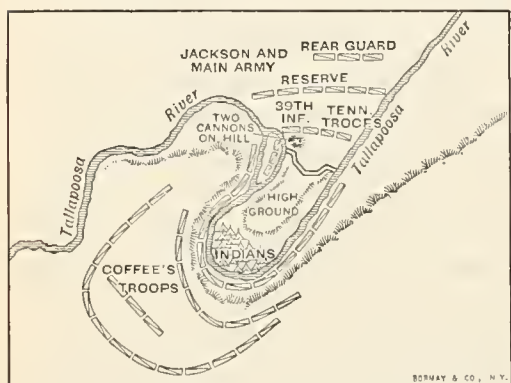 JACKSON AND
MAIN ARMY
REAR GUARD
RESERVE
39TH
INF.
TENN.
TROCES
TWO
CANNONS
ON HILL
River
Tallapoosa
River
Tallapoosa
HIGH
GROUND
INDIANS
COFFEE'S
TROOPS
BORMAY & CO., N.Y.